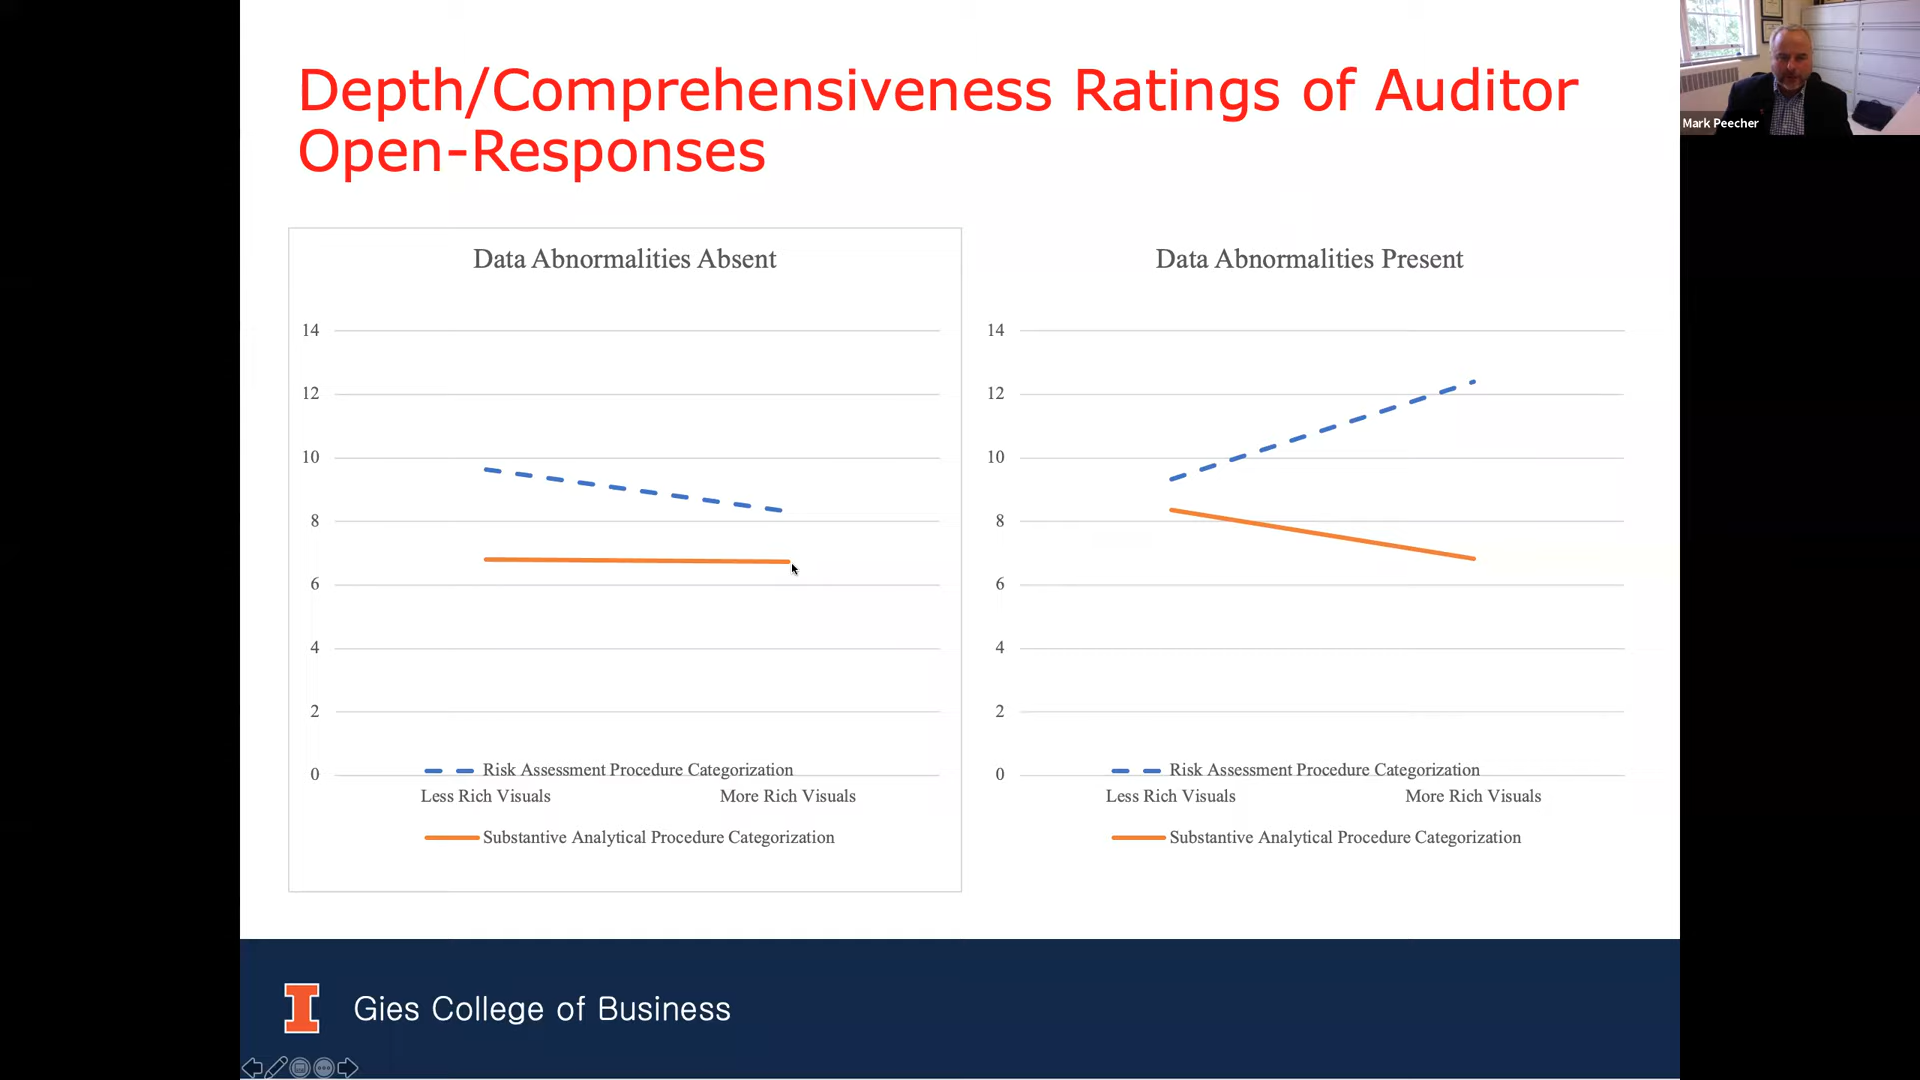 Depth/Comprehensiveness Ratings of Auditor
Open-Responses
Mark Peecher
Data Abnormalities Absent
14
12
10
8
6
4
2
0
Risk Assessment Procedure Categorization
Less Rich Visuals
More Rich Visuals
Substantive Analytical Procedure Categorization
Data Abnormalities Present
14
12
10
8
6
4
2
0
Risk Assessment Procedure Categorization
Less Rich Visuals
More Rich Visuals
Substantive Analytical Procedure Categorization
I
Gies College of Business